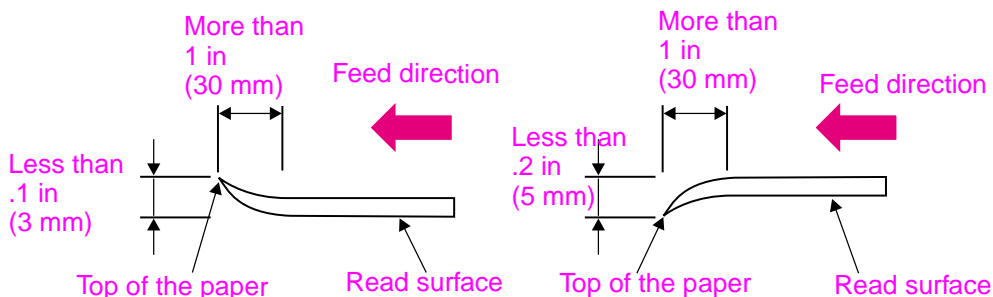 More than
1 in
(30 mm)
Feed direction
Less than
.1 in
(3 mm)
Top of the paper
Read surface
More than
1 in
(30 mm)
Feed direction
Less than
.2 in
(5 mm)
Top of the paper
Read surface